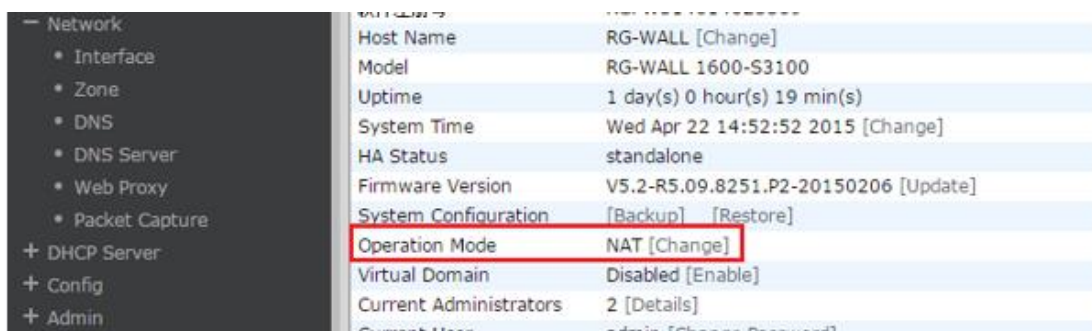 Network
Interface
Zone
DNS
DNS Server
Web Proxy
Packet Capture
DHCP Server
Config
Admin
Host Name RG-WALL [Change]
Model RG-WALL 1600-S3100
Uptime 1 day(s) 0 hour(s) 19 min(s)
System Time Wed Apr 22 14:52:52 2015 [Change]
HA Status standalone
Firmware Version V5.2-R5.09.8251.P2-20150206 [Update]
System Configuration [Backup] [Restore]
Operation Mode NAT [Change]
Virtual Domain Disabled [Enable]
Current Administrators 2 [Details]